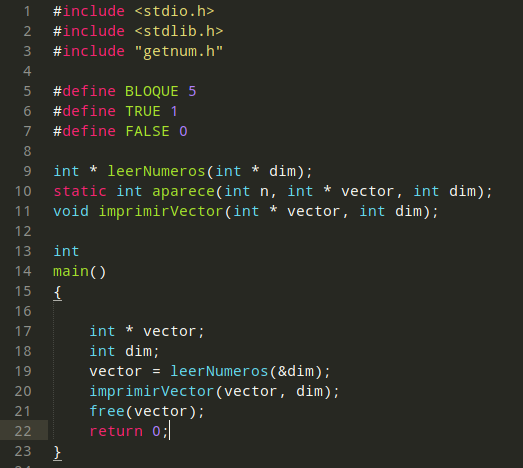 1 #include <stdio.h>
2 #include <stdlib.h>
3 #include "getnum.h"
4
5 #define BLOQUE 5
6 #define TRUE 1
7 #define FALSE 0
8
9 int * leerNumeros(int * dim);
10 static int aparece(int n, int * vector, int dim);
11 void imprimirVector(int * vector, int dim);
12
13 int
14 main()
15 {
16
17     int * vector;
18     int dim;
19     vector = leerNumeros(&dim);
20     imprimirVector(vector, dim);
21     free(vector);
22     return 0;
23 }